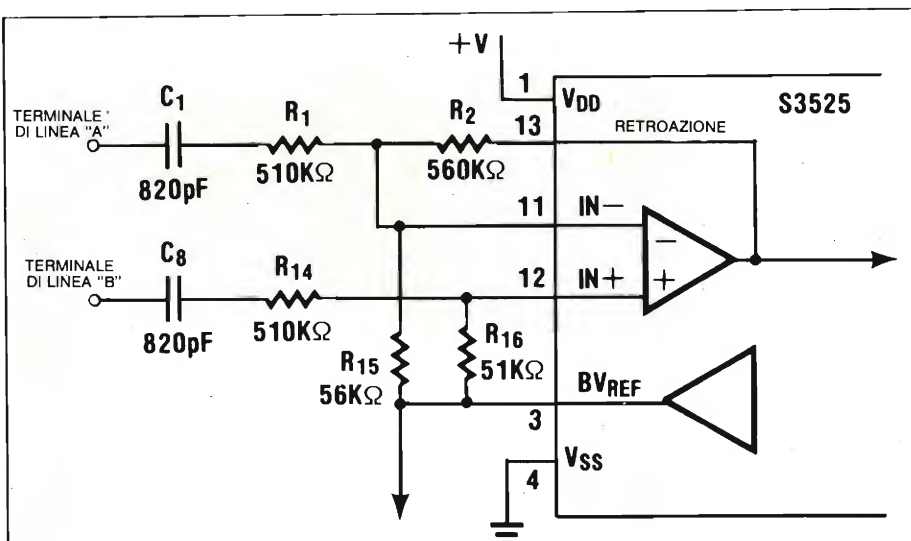 +V
1
VDD
S3525
TERMINALE
DI LINEA "A"
C1
R1
R2
13
RETROAZIONE
820pF
510KΩ
560KΩ
11
IN−
−
TERMINALE
DI LINEA "B"
C8
R14
12
IN+
+
820pF
510KΩ
R15
56KΩ
R16
51KΩ
BVREF
3
VSS
4